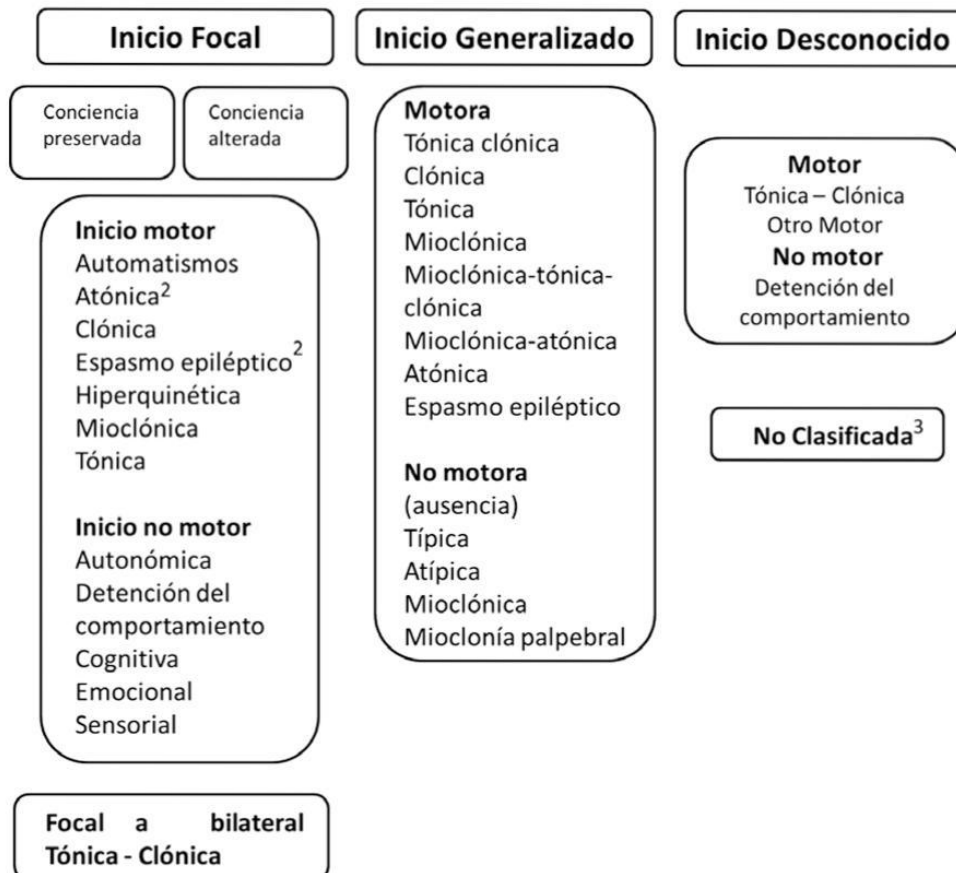 Inicio Focal
Conciencia
preservada
Conciencia
alterada
Inicio motor
Automatismos
Atónica²
Clónica
Espasmo epiléptico²
Hiperquinética
Mioclónica
Tónica
Inicio no motor
Autonómica
Detención del
comportamiento
Cognitiva
Emocional
Sensorial
Focal a bilateral
Tónica - Clónica
Inicio Generalizado
Motora
Tónica clónica
Clónica
Tónica
Mioclónica
Mioclónica-tónica-
clónica
Mioclónica-atónica
Atónica
Espasmo epiléptico
No motora
(ausencia)
Típica
Atípica
Mioclónica
Mioclonía palpebral
Inicio Desconocido
Motor
Tónica – Clónica
Otro Motor
No motor
Detención del
comportamiento
No Clasificada³